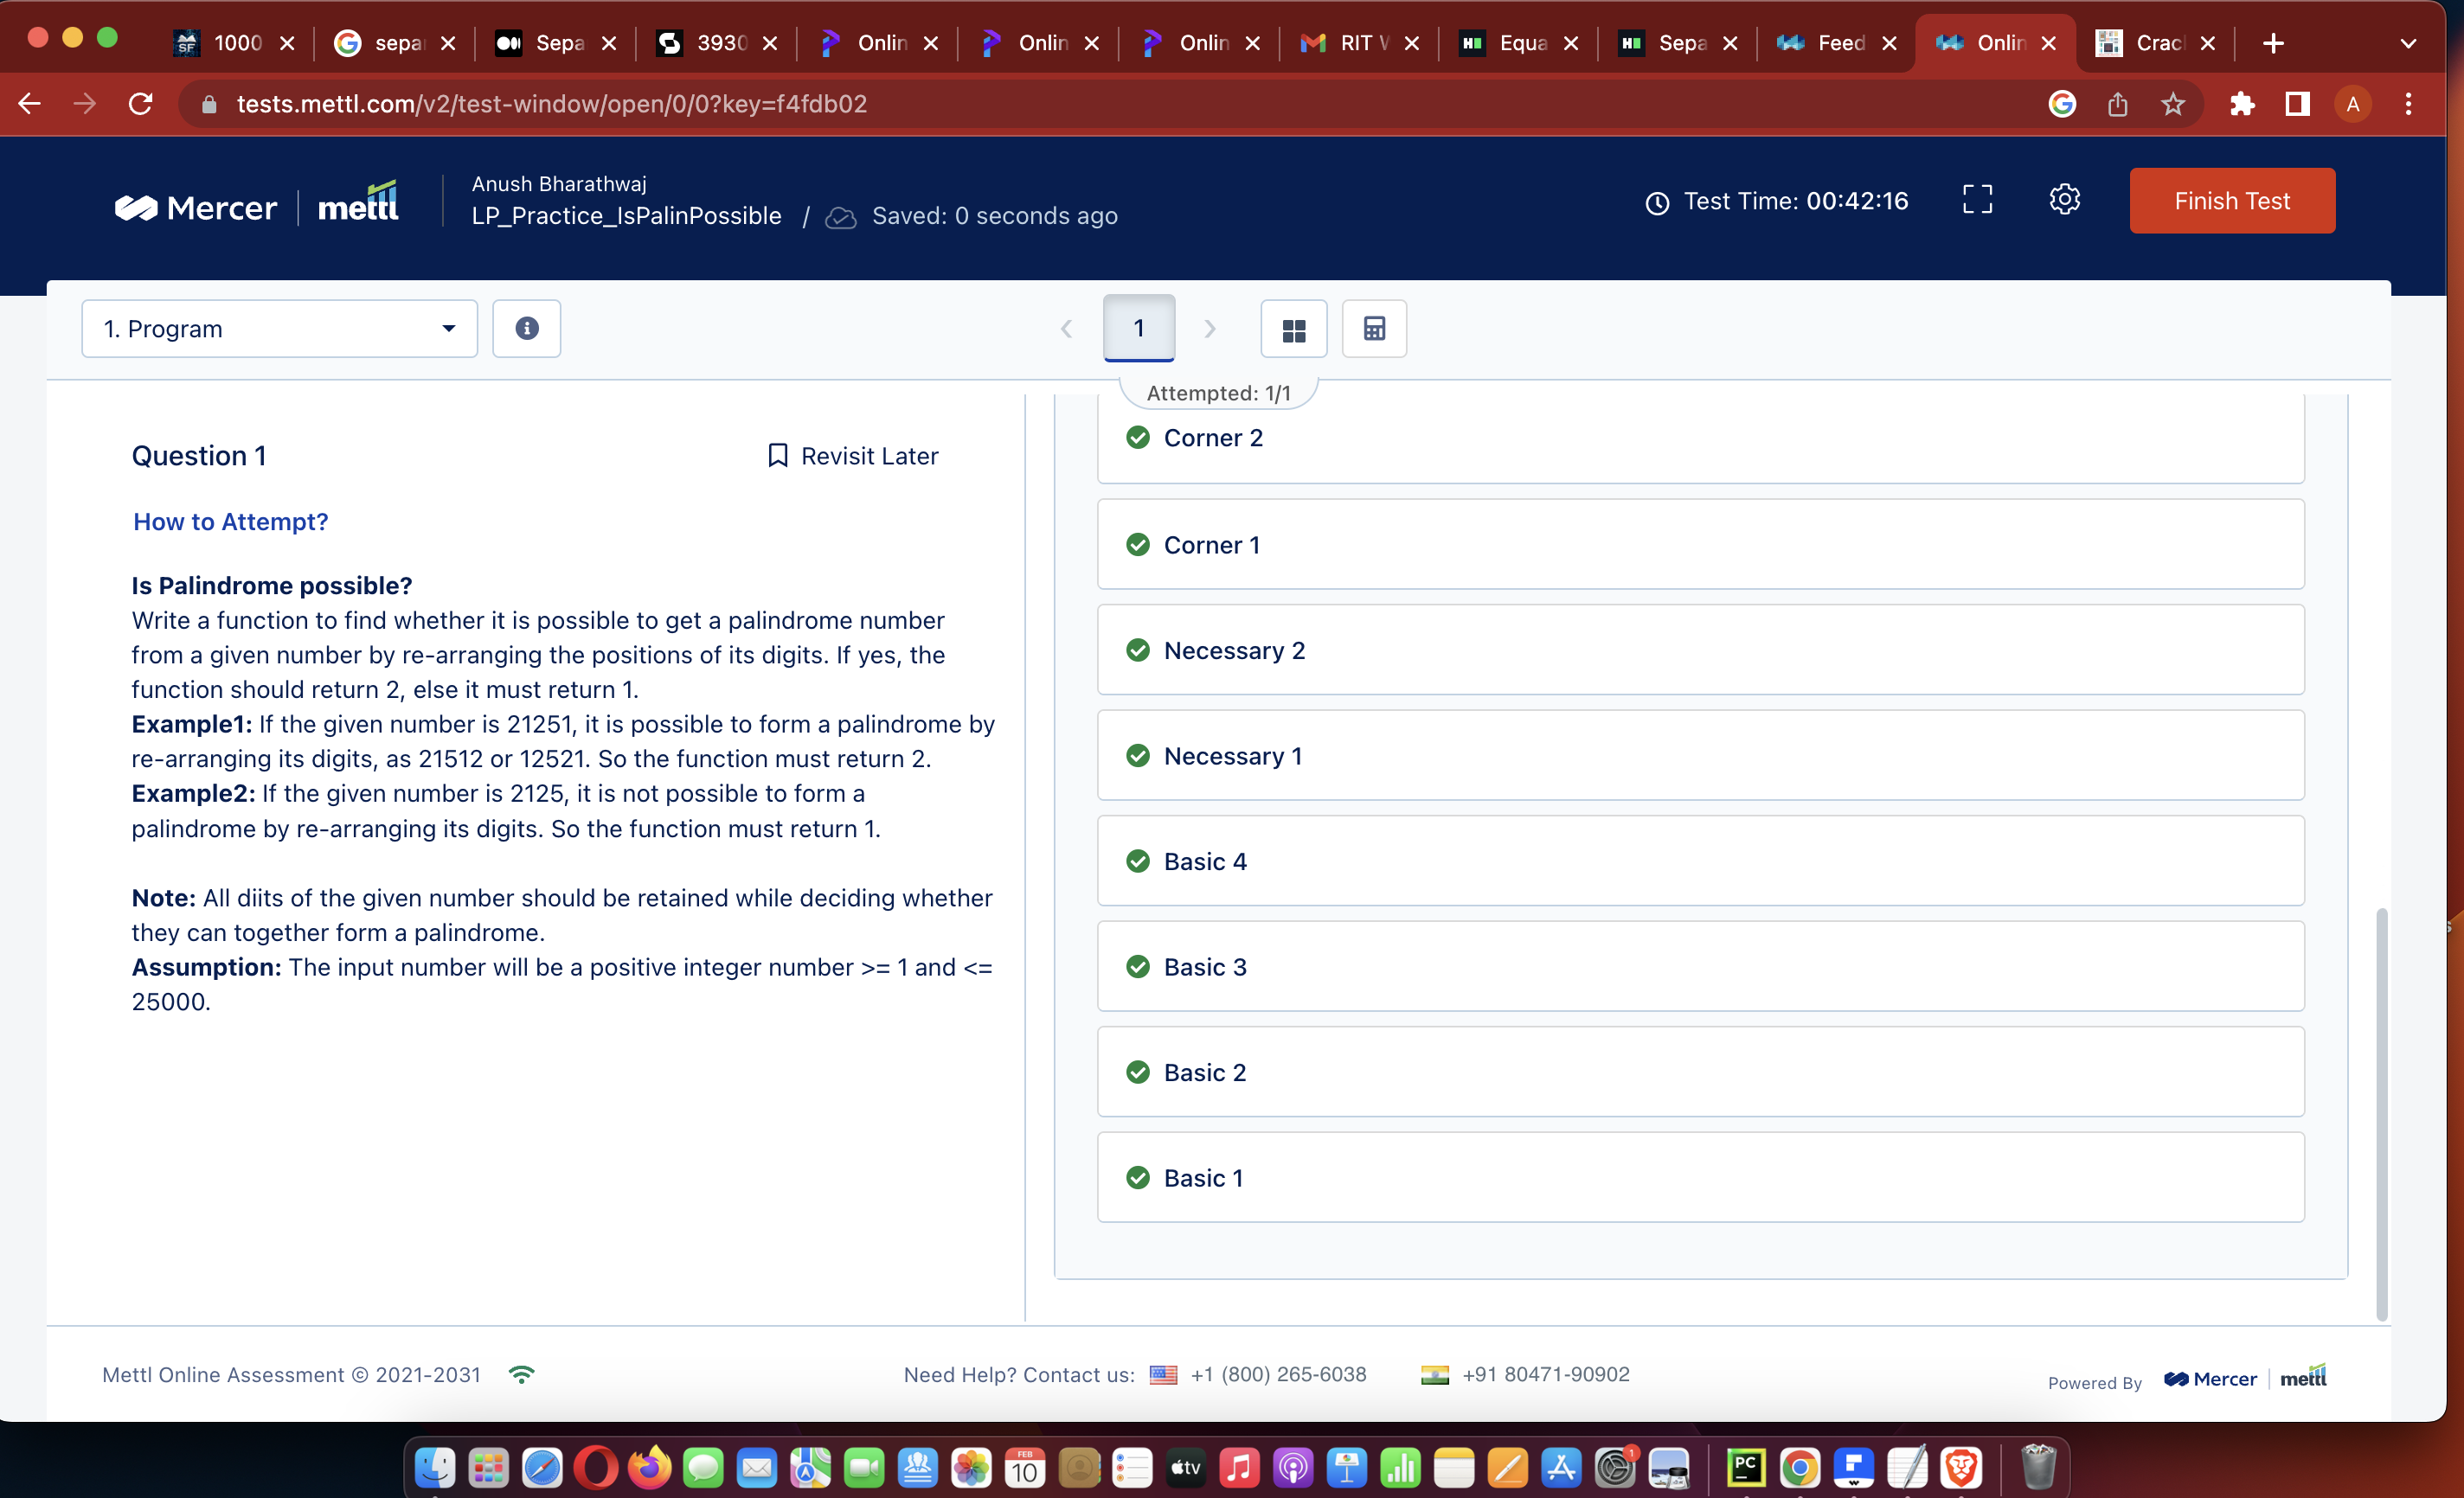 1000
sepa
Sepa
3930
Onlin
Onlin
Onlin
RIT
Equa
Sepa
Feed
Onlin
Crac
tests.mettl.com/v2/test-window/open/0/0?key=f4fdb02
A
Mercer | mettl
Anush Bharathwaj
LP_Practice_IsPalinPossible / Saved: 0 seconds ago
Test Time: 00:42:16
Finish Test
1. Program
1
Attempted: 1/1
Question 1
Revisit Later
How to Attempt?
Is Palindrome possible?
Write a function to find whether it is possible to get a palindrome number
from a given number by re-arranging the positions of its digits. If yes, the
function should return 2, else it must return 1.
Example1: If the given number is 21251, it is possible to form a palindrome by
re-arranging its digits, as 21512 or 12521. So the function must return 2.
Example2: If the given number is 2125, it is not possible to form a
palindrome by re-arranging its digits. So the function must return 1.
Note: All diits of the given number should be retained while deciding whether
they can together form a palindrome.
Assumption: The input number will be a positive integer number >= 1 and <=
25000.
Corner 2
Corner 1
Necessary 2
Necessary 1
Basic 4
Basic 3
Basic 2
Basic 1
Mettl Online Assessment © 2021-2031
Need Help? Contact us: +1 (800) 265-6038 +91 80471-90902
Powered By Mercer | mettl
FEB
10
tv
1
PC